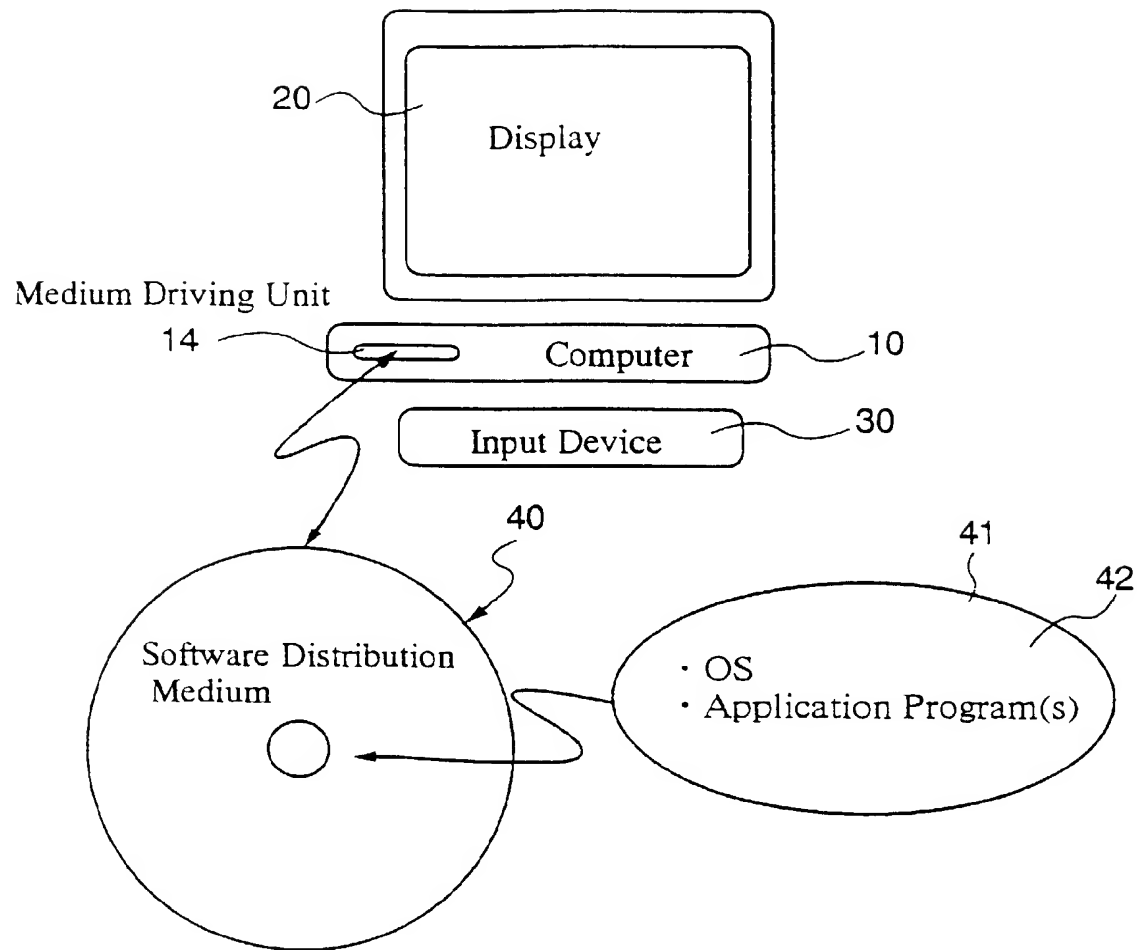 20
Display
Medium Driving Unit
14
Computer
10
Input Device
30
40
41
42
Software Distribution
Medium
· OS
· Application Program(s)